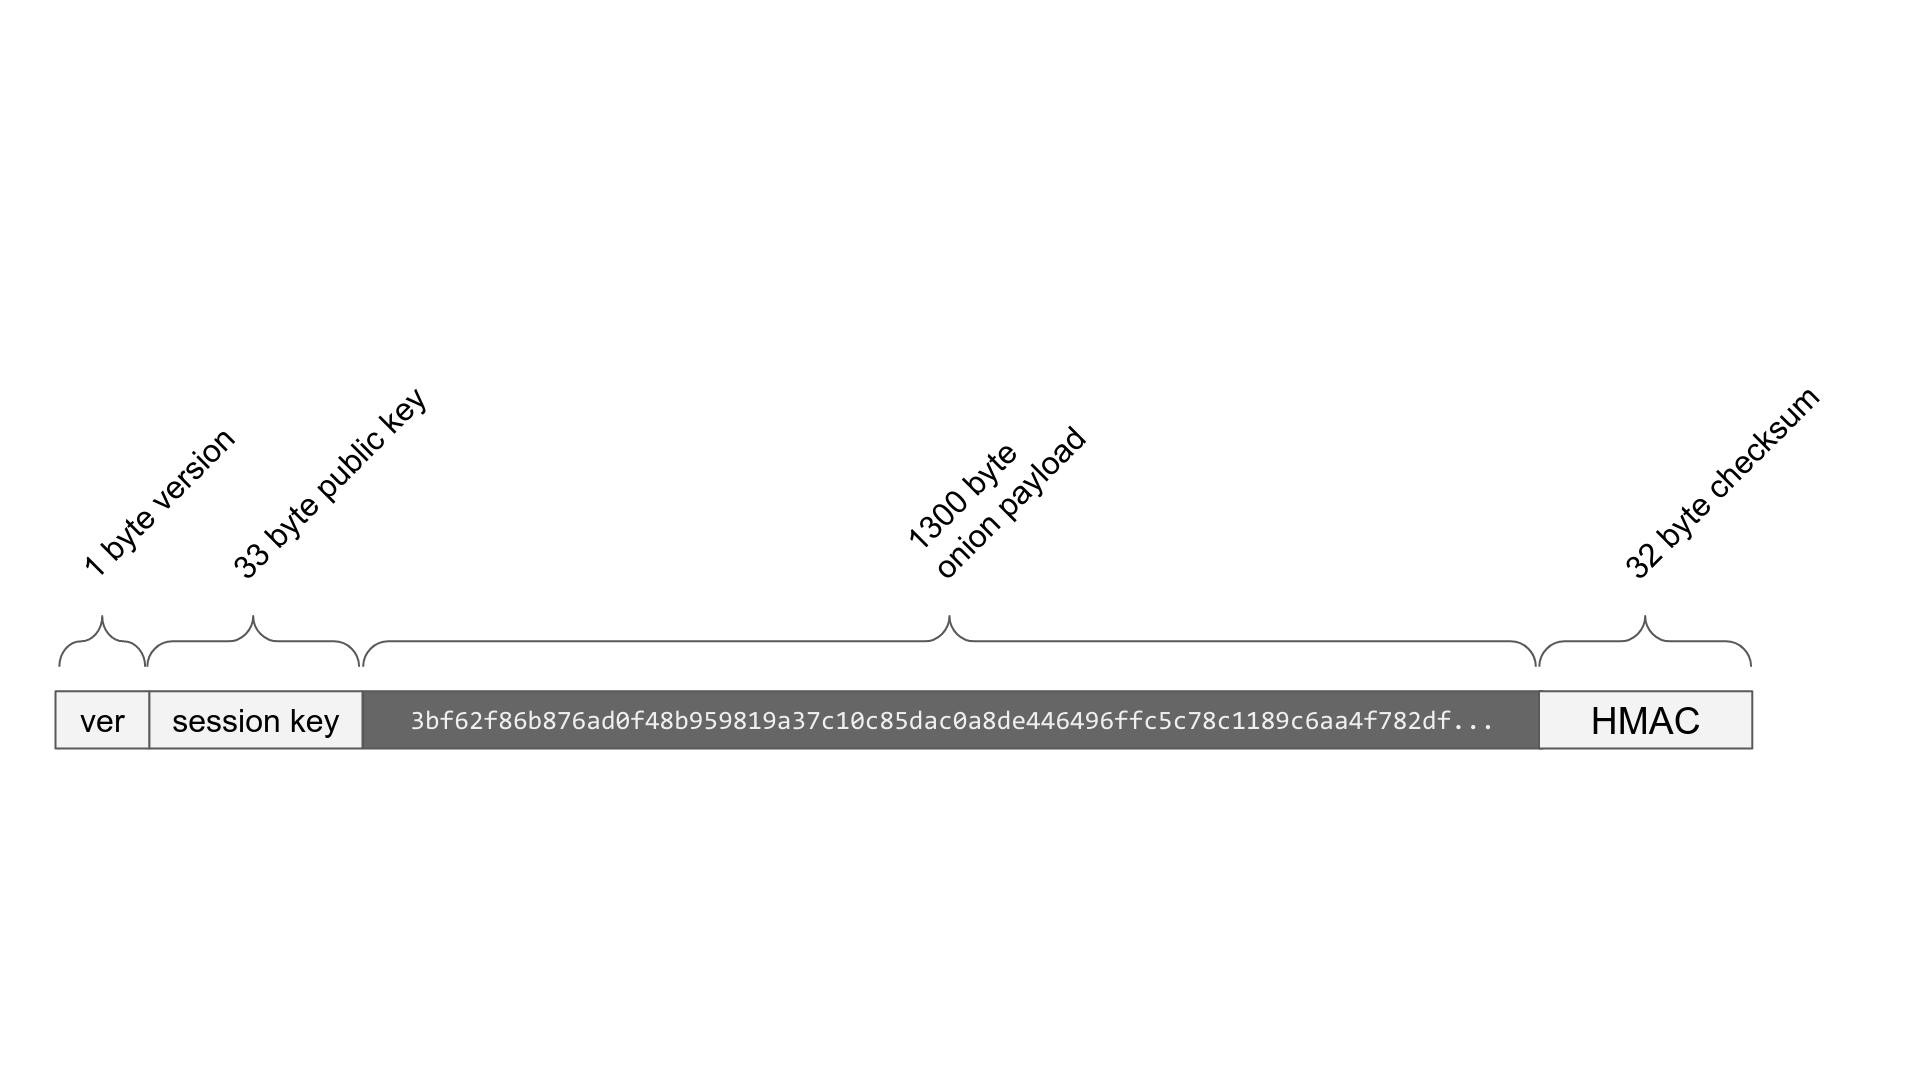 1 byte version
33 byte public key
1300 byte
onion payload
32 byte checksum
ver
session key
3bf62f86b876ad0f48b959819a37c10c85dac0a8de446496ffc5c78c1189c6aa4f782df...
HMAC